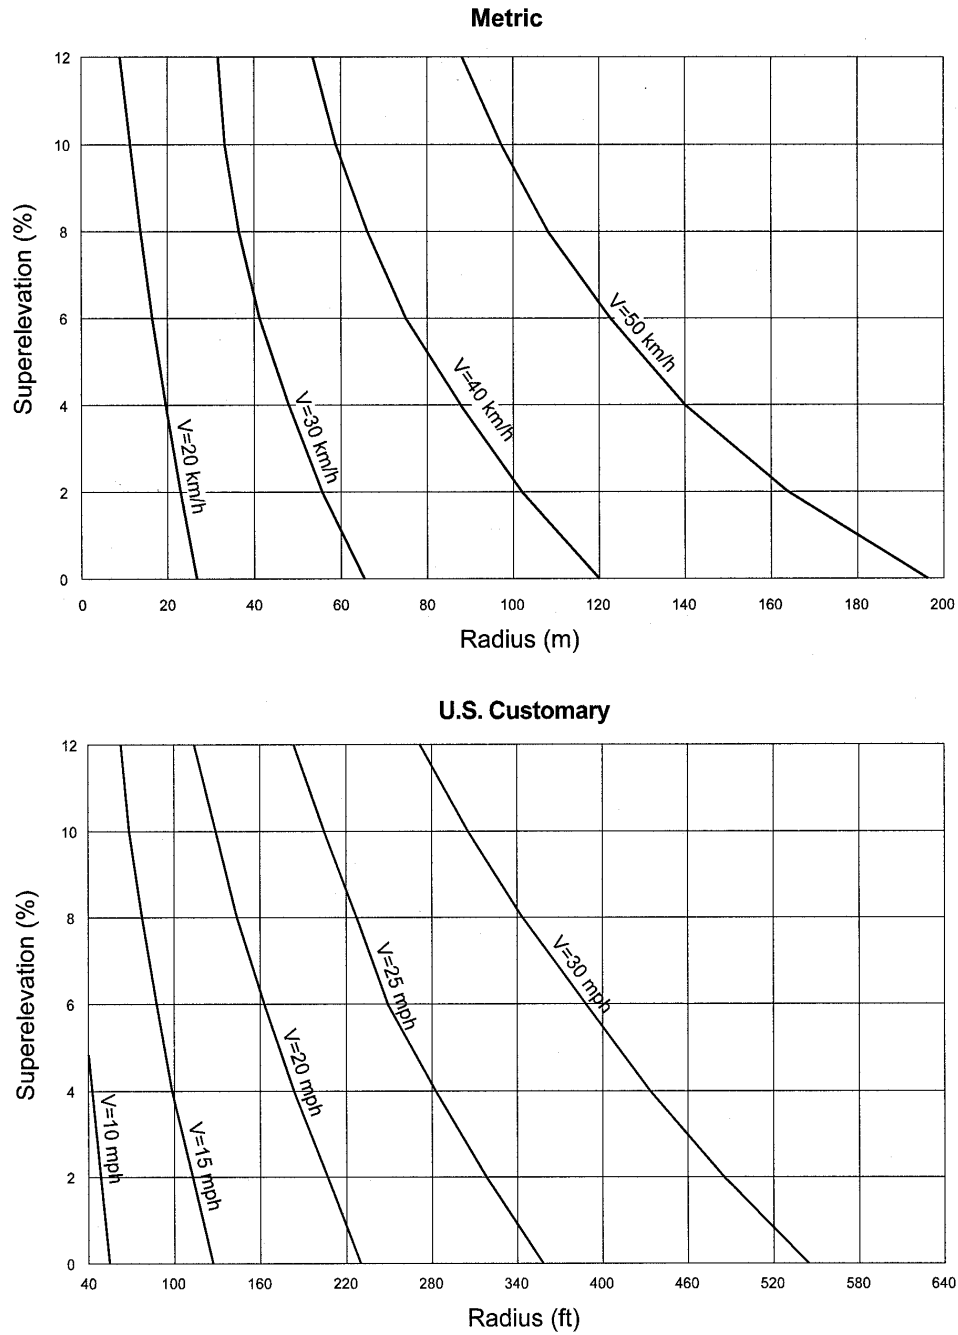 Metric
12
10
8
6
4
2
0
Superelevation (%)
V=20 km/h
V=30 km/h
V=40 km/h
V=50 km/h
0 20 40 60 80 100 120 140 160 180 200
Radius (m)
U.S. Customary
12
10
8
6
4
2
0
Superelevation (%)
V=10 mph
V=15 mph
V=20 mph
V=25 mph
V=30 mph
40 100 160 220 280 340 400 460 520 580 640
Radius (ft)